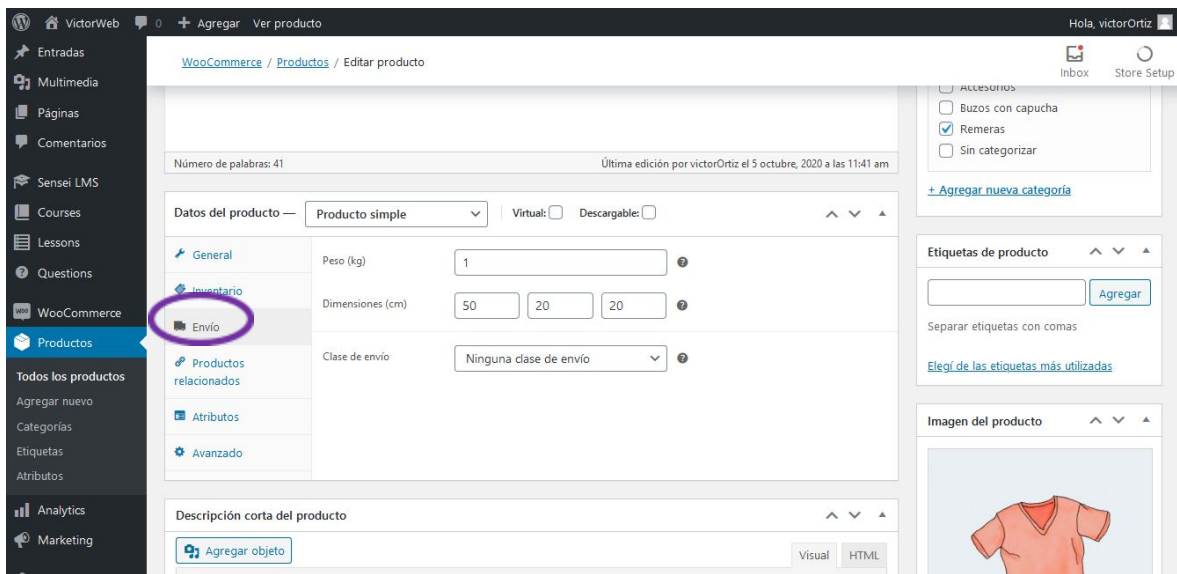 VictorWeb 0 + Agregar Ver producto Hola, victorOrtiz
Entradas
Multimedia
Páginas
Comentarios
Sensei LMS
Courses
Lessons
Questions
WooCommerce
Productos
Todos los productos
Agregar nuevo
Categorías
Etiquetas
Atributos
Analytics
Marketing
WooCommerce / Productos / Editar producto
Inbox Store Setup
Número de palabras: 41 Última edición por victorOrtiz el 5 octubre, 2020 a las 11:41 am
Datos del producto — Producto simple Virtual: Descargable:
General
Inventario
Envío
Productos
relacionados
Atributos
Avanzado
Peso (kg) 1
Dimensiones (cm) 50 20 20
Clase de envío Ninguna clase de envío
Descripción corta del producto
Agregar objeto Visual HTML
Accesorios
Buzos con capucha
Remeras
Sin categorizar
+ Agregar nueva categoría
Etiquetas de producto
Agregar
Separar etiquetas con comas
Elegí de las etiquetas más utilizadas
Imagen del producto